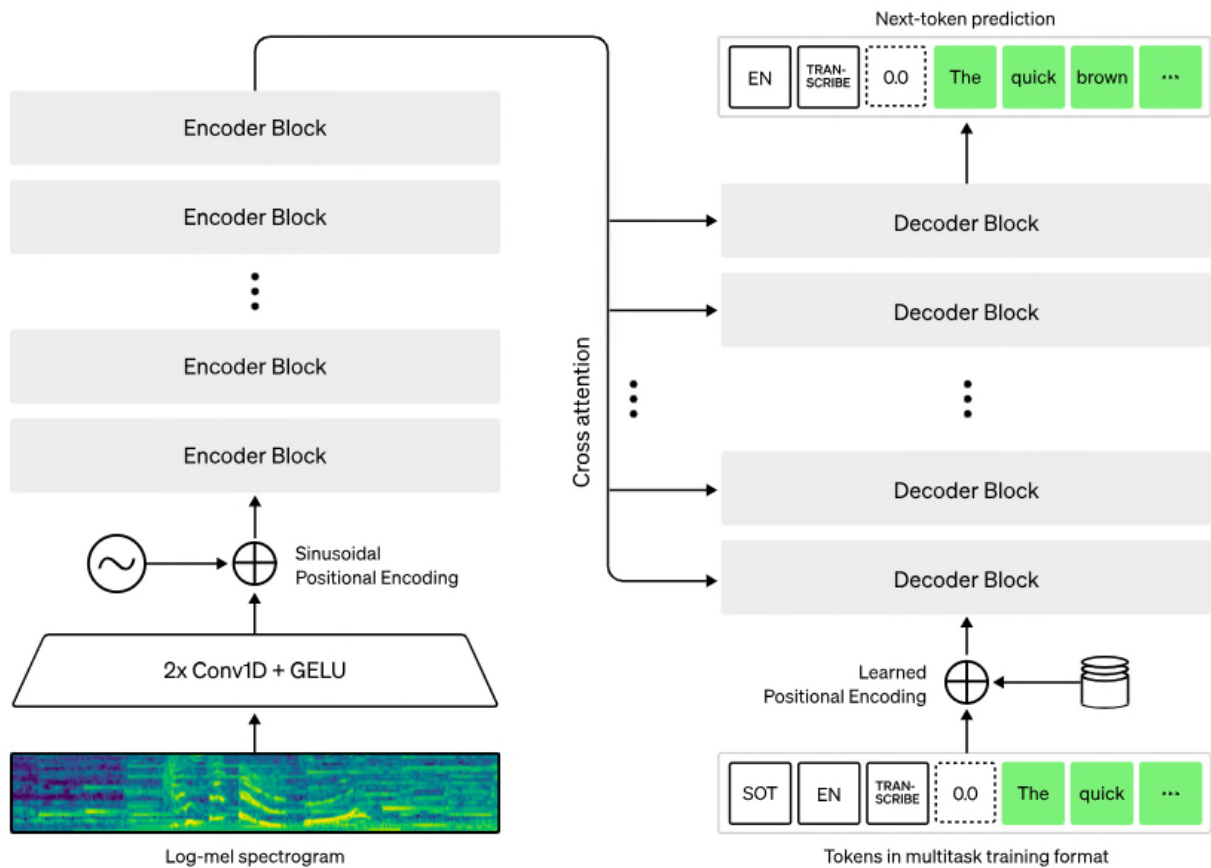 Next-token prediction
EN
TRAN-
SCRIBE
0.0
The
quick
brown
...
Encoder Block
Encoder Block
Encoder Block
Encoder Block
Sinusoidal
Positional Encoding
2x Conv1D + GELU
Log-mel spectrogram
Cross attention
Decoder Block
Decoder Block
Decoder Block
Decoder Block
Learned
Positional Encoding
SOT
EN
TRAN-
SCRIBE
0.0
The
quick
...
Tokens in multitask training format